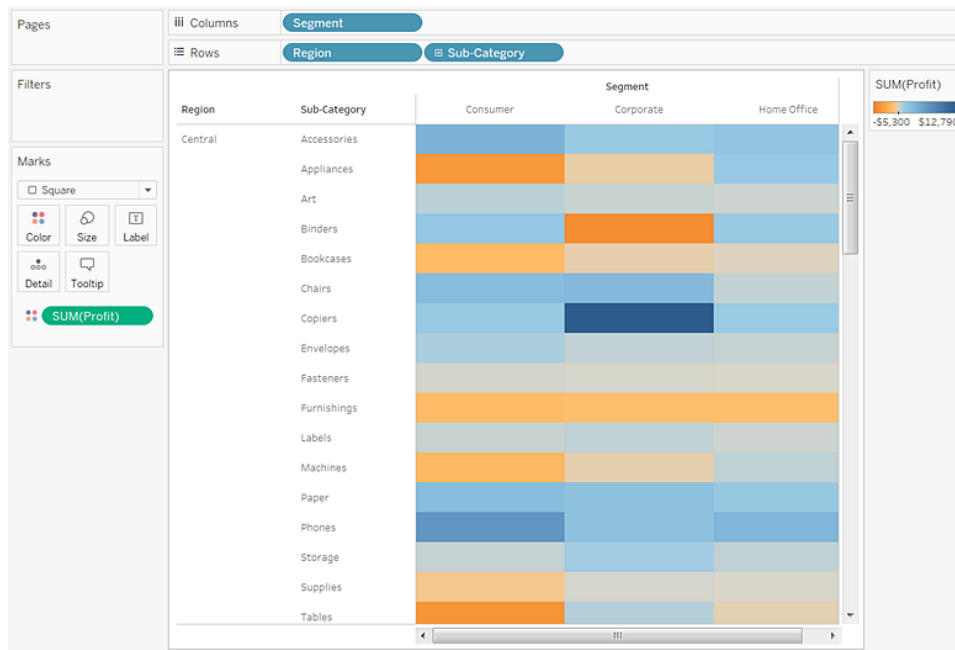 Pages
Columns Segment
Rows Region Sub-Category
Filters
Marks
Square
Color Size Label
Detail Tooltip
SUM(Profit)
Segment
Region Sub-Category Consumer Corporate Home Office
Central Accessories
Appliances
Art
Binders
Bookcases
Chairs
Copiers
Envelopes
Fasteners
Furnishings
Labels
Machines
Paper
Phones
Storage
Supplies
Tables
SUM(Profit)
-$5,300 $12,790